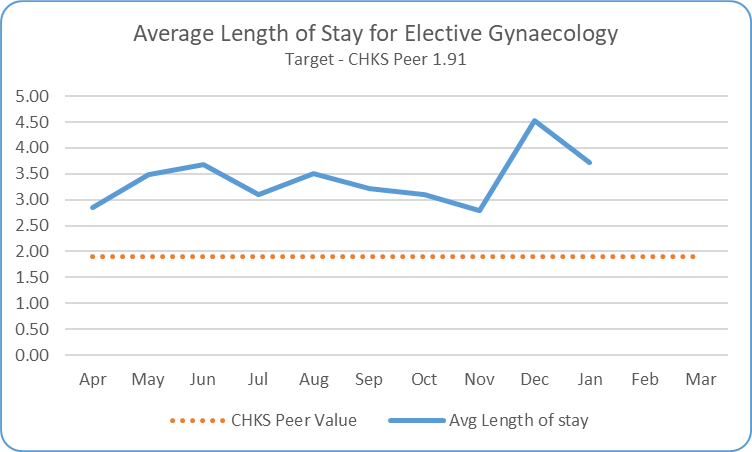 Average Length of Stay for Elective Gynaecology
Target - CHKS Peer 1.91
5.00
4.50
4.00
3.50
3.00
2.50
2.00
1.50
1.00
0.50
0.00
Apr May Jun Jul Aug Sep Oct Nov Dec Jan Feb Mar
CHKS Peer Value Avg Length of stay